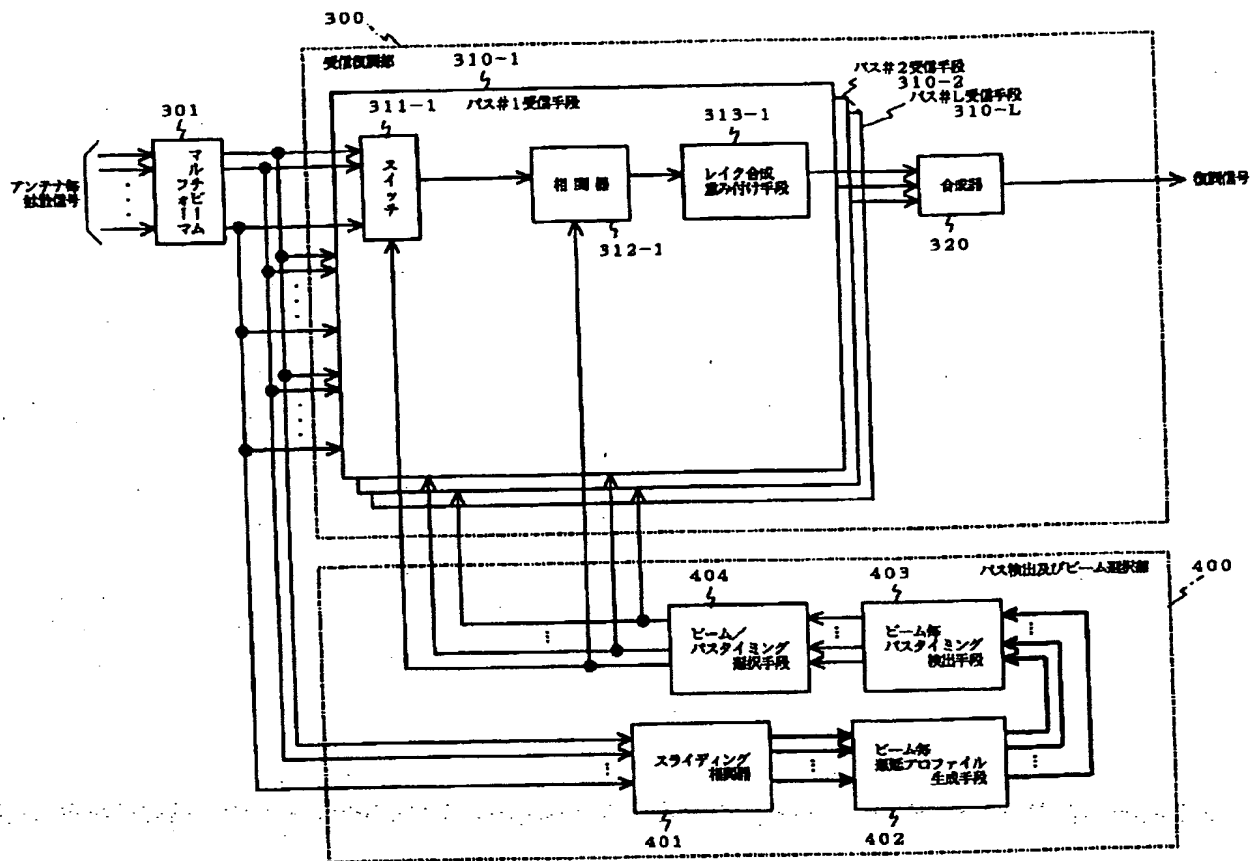 300
受信復調部
310-1
パス#1受信手段
パス#2受信手段
310-2
パス#L受信手段
310-L
301
マルチビーム
フォーマ
アンテナ毎
拡散信号
311-1
スイッチ
相関器
312-1
313-1
レイク合成
重み付け手段
合成器
320
復調信号
パス検出及びビーム選択部
400
404
ビーム/
パスタイミング
選択手段
403
ビーム毎
パスタイミング
検出手段
スライディング
相関器
401
ビーム毎
遅延プロファイル
生成手段
402